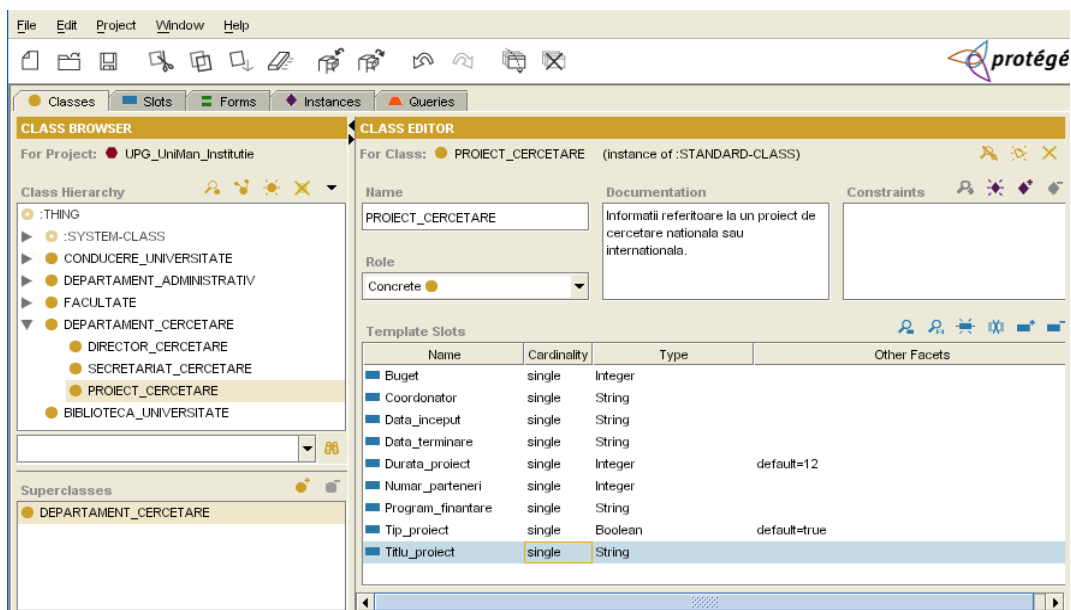 File Edit Project Window Help
protégé
Classes Slots Forms Instances Queries
CLASS BROWSER
For Project: UPG_UniMan_Institutie
Class Hierarchy
:THING
:SYSTEM-CLASS
CONDUCERE_UNIVERSITATE
DEPARTAMENT_ADMINISTRATIV
FACULTATE
DEPARTAMENT_CERCETARE
DIRECTOR_CERCETARE
SECRETARIAT_CERCETARE
PROIECT_CERCETARE
BIBLIOTECA_UNIVERSITATE
Superclasses
DEPARTAMENT_CERCETARE
CLASS EDITOR
For Class: PROIECT_CERCETARE (instance of :STANDARD-CLASS)
Name
PROIECT_CERCETARE
Role
Concrete
Documentation
Informatii referitoare la un proiect de
cercetare nationala sau
internationala.
Constraints
Template Slots
Name Cardinality Type Other Facets
Buget single Integer
Coordonator single String
Data_inceput single String
Data_terminare single String
Durata_proiect single Integer default=12
Numar_parteneri single Integer
Program_finantare single String
Tip_proiect single Boolean default=true
Titlu_proiect single String